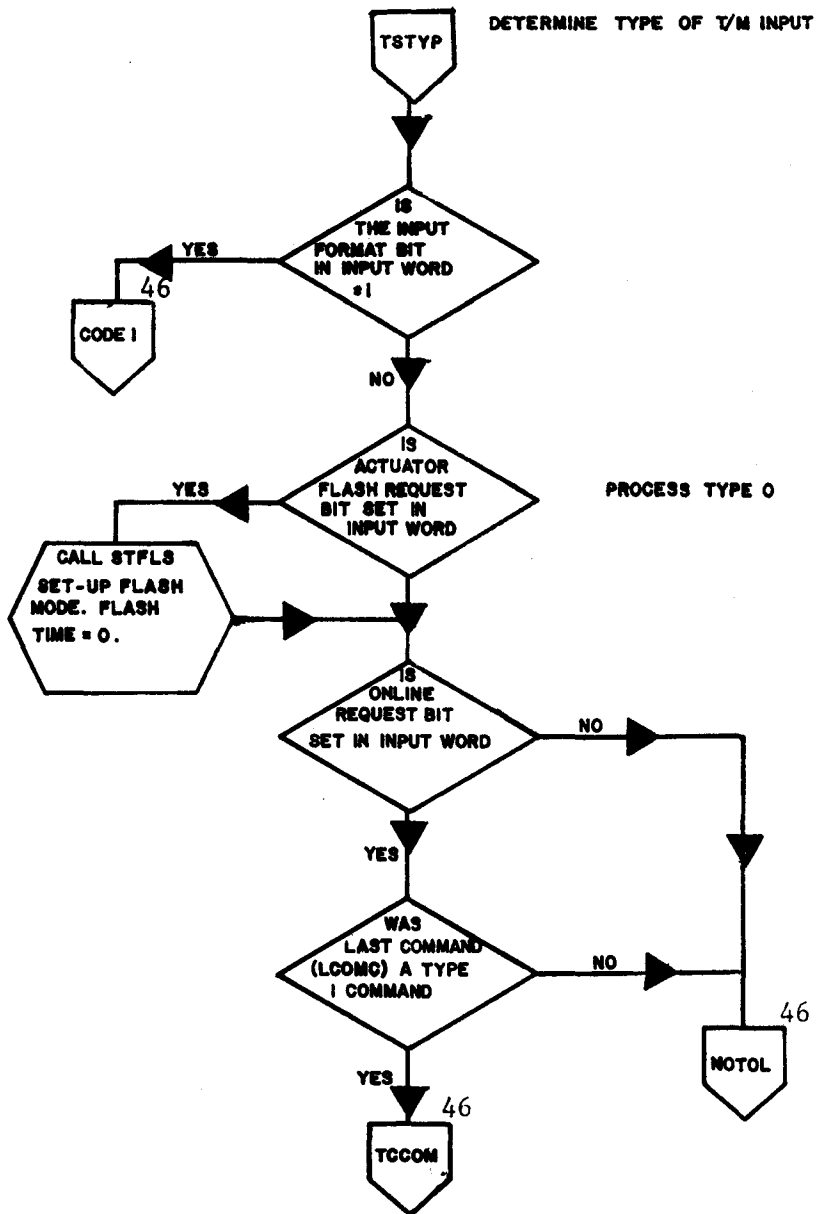 TSTYP
DETERMINE TYPE OF T/M INPUT
IS
THE INPUT
FORMAT BIT
IN INPUT WORD
=1
YES
46
CODE 1
NO
IS
ACTUATOR
FLASH REQUEST
BIT SET IN
INPUT WORD
YES
PROCESS TYPE 0
CALL STFLS
SET-UP FLASH
MODE. FLASH
TIME = 0.
IS
ONLINE
REQUEST BIT
SET IN INPUT WORD
NO
YES
WAS
LAST COMMAND
(LCOMC) A TYPE
1 COMMAND
NO
46
NOTOL
YES
46
TCCOM